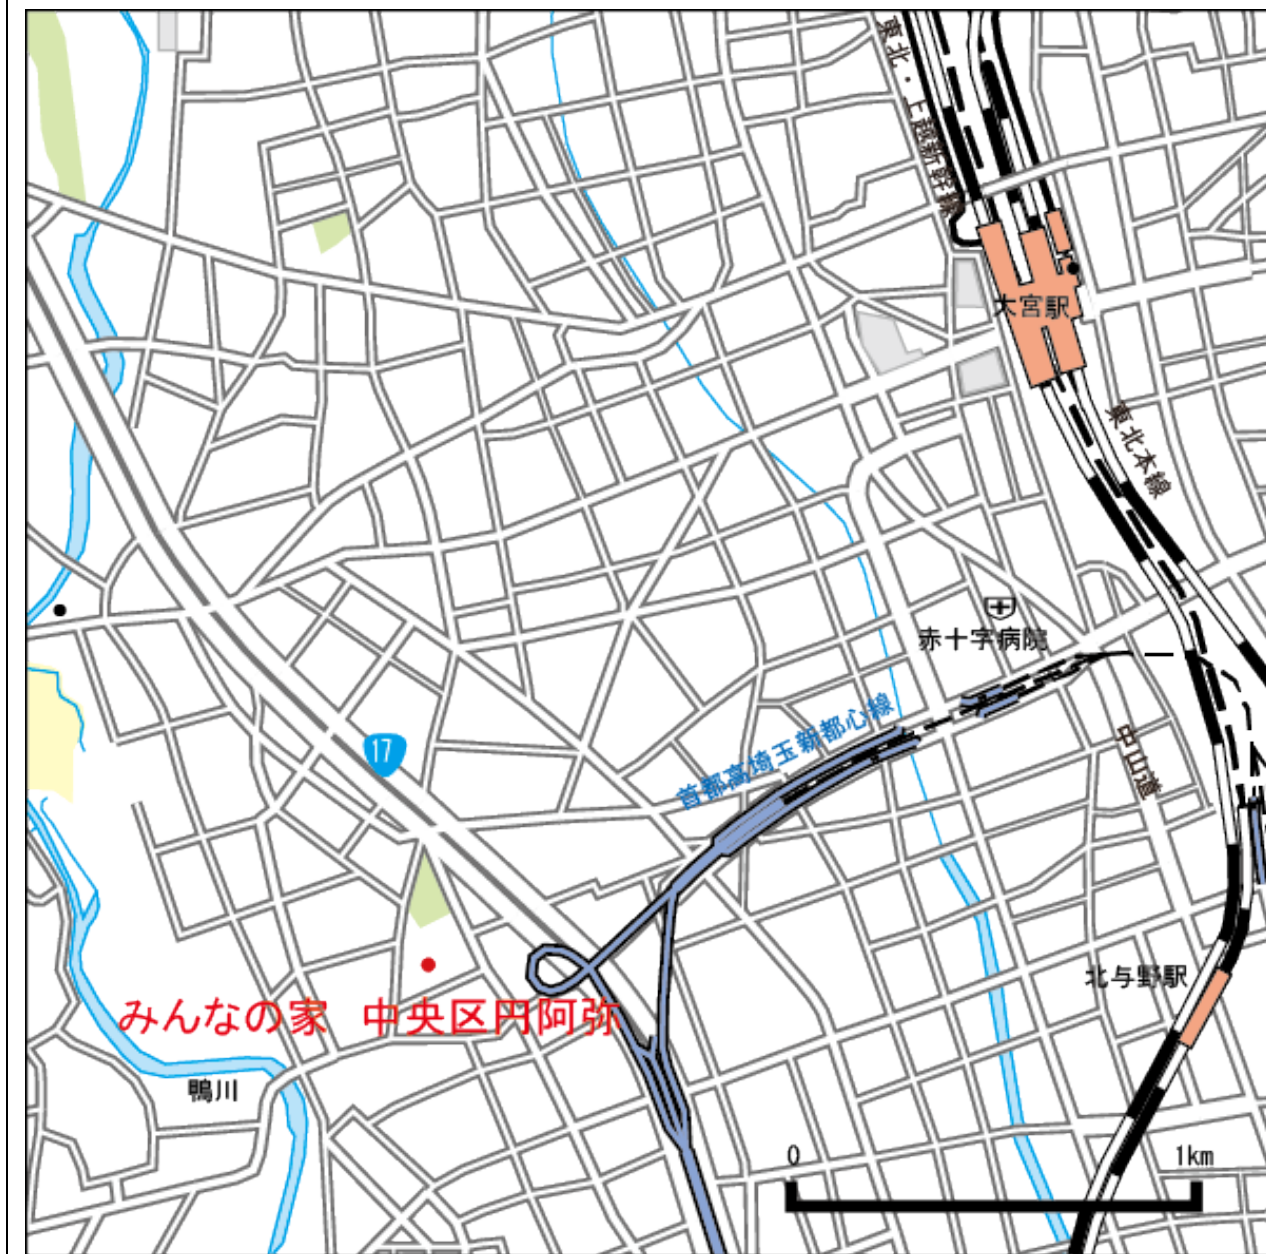 東北・上越新幹線
大宮駅
東北本線
赤十字病院
首都高埼玉新都心線
17
中山道
北与野駅
みんなの家 中央区円阿弥
鴨川
0
1km